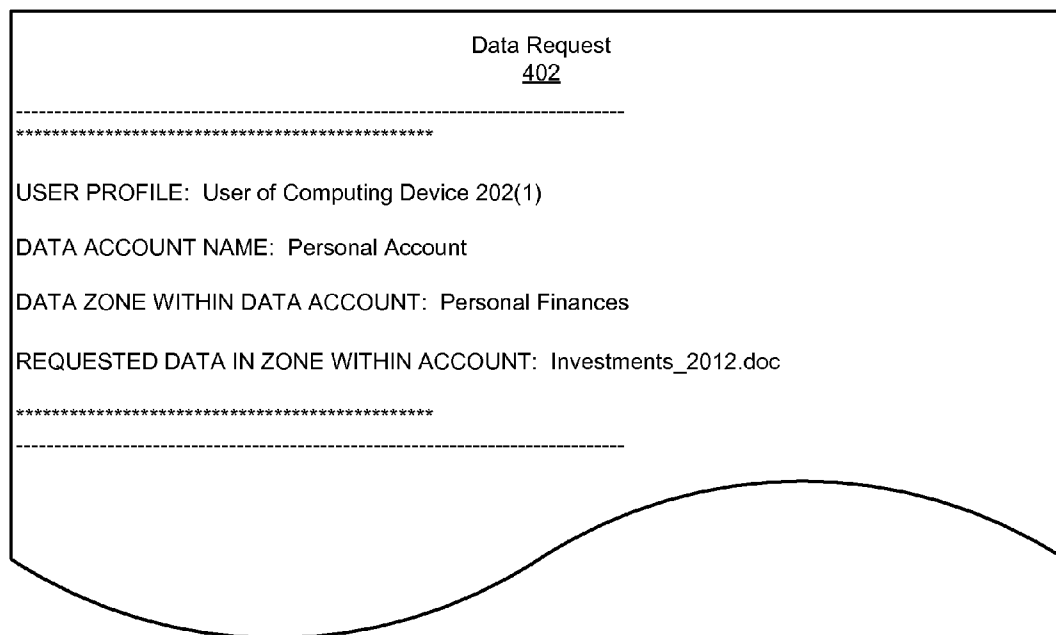 Data Request
402
--------------------------------------------------------------------------------
***********************************************
USER PROFILE: User of Computing Device 202(1)
DATA ACCOUNT NAME: Personal Account
DATA ZONE WITHIN DATA ACCOUNT: Personal Finances
REQUESTED DATA IN ZONE WITHIN ACCOUNT: Investments_2012.doc
***********************************************
--------------------------------------------------------------------------------